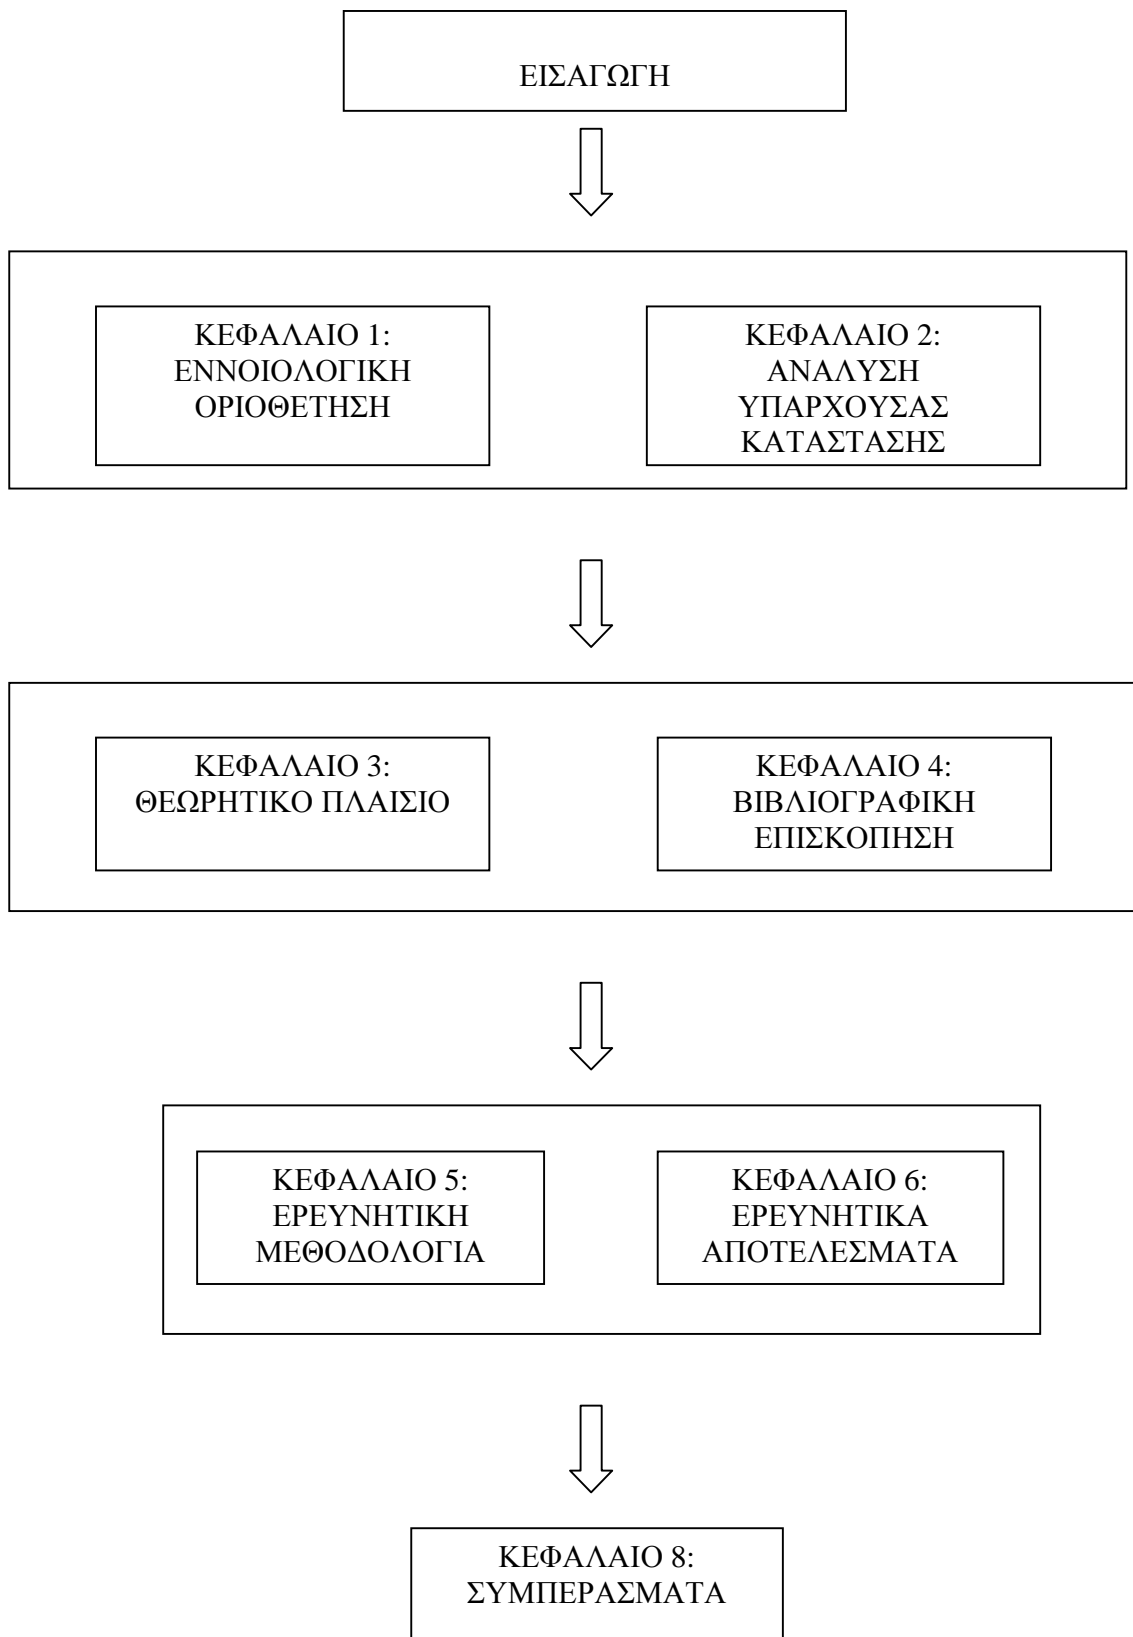 ΕΙΣΑΓΩΓΗ
ΚΕΦΑΛΑΙΟ 1:
ΕΝΝΟΙΟΛΟΓΙΚΗ
ΟΡΙΟΘΕΤΗΣΗ
ΚΕΦΑΛΑΙΟ 2:
ΑΝΑΛΥΣΗ
ΥΠΑΡΧΟΥΣΑΣ
ΚΑΤΑΣΤΑΣΗΣ
ΚΕΦΑΛΑΙΟ 3:
ΘΕΩΡΗΤΙΚΟ ΠΛΑΙΣΙΟ
ΚΕΦΑΛΑΙΟ 4:
ΒΙΒΛΙΟΓΡΑΦΙΚΗ
ΕΠΙΣΚΟΠΗΣΗ
ΚΕΦΑΛΑΙΟ 5:
ΕΡΕΥΝΗΤΙΚΗ
ΜΕΘΟΔΟΛΟΓΙΑ
ΚΕΦΑΛΑΙΟ 6:
ΕΡΕΥΝΗΤΙΚΑ
ΑΠΟΤΕΛΕΣΜΑΤΑ
ΚΕΦΑΛΑΙΟ 8:
ΣΥΜΠΕΡΑΣΜΑΤΑ